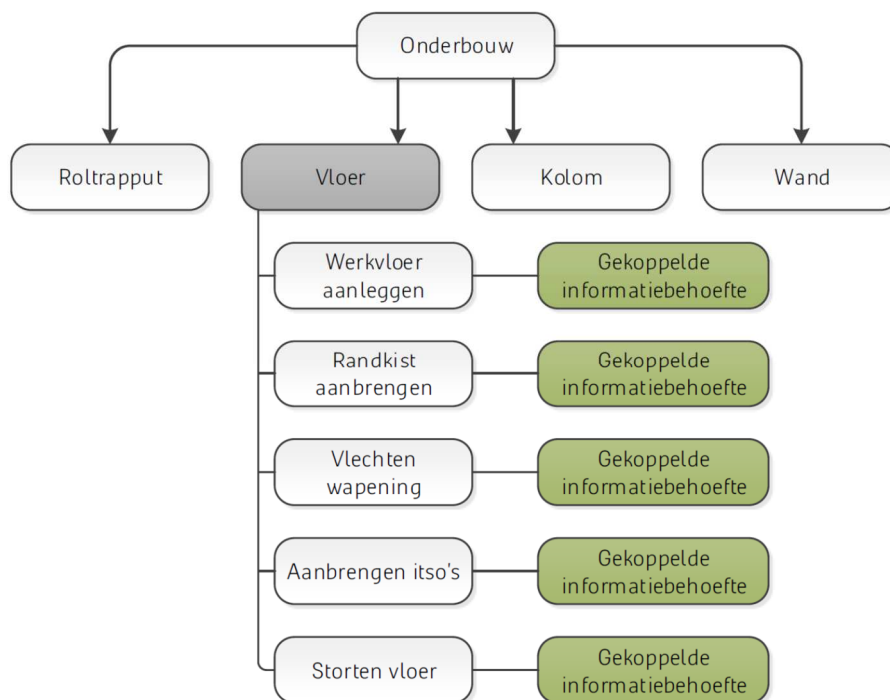 Onderbouw
Roltrapput
Vloer
Kolom
Wand
Werkvloer
aanleggen
Gekoppelde
informatiebehoefte
Randkist
aanbrengen
Gekoppelde
informatiebehoefte
Vlechten
wapening
Gekoppelde
informatiebehoefte
Aanbrengen itso's
Gekoppelde
informatiebehoefte
Storten vloer
Gekoppelde
informatiebehoefte